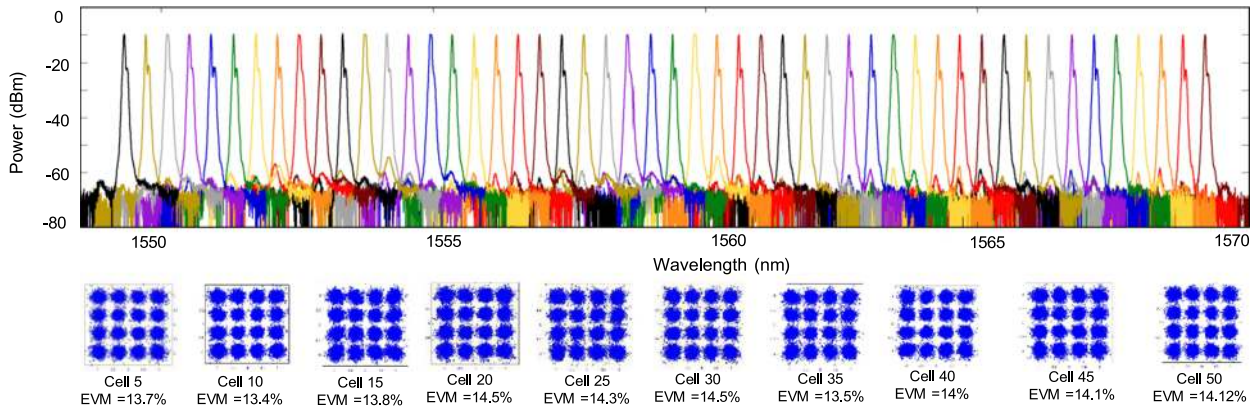 0
-20
-40
-60
-80
Power (dBm)
1550 1555 1560 1565 1570
Wavelength (nm)
Cell 5 Cell 10 Cell 15 Cell 20 Cell 25 Cell 30 Cell 35 Cell 40 Cell 45 Cell 50
EVM =13.7% EVM =13.4% EVM =13.8% EVM =14.5% EVM =14.3% EVM =14.5% EVM =13.5% EVM =14% EVM =14.1% EVM =14.12%